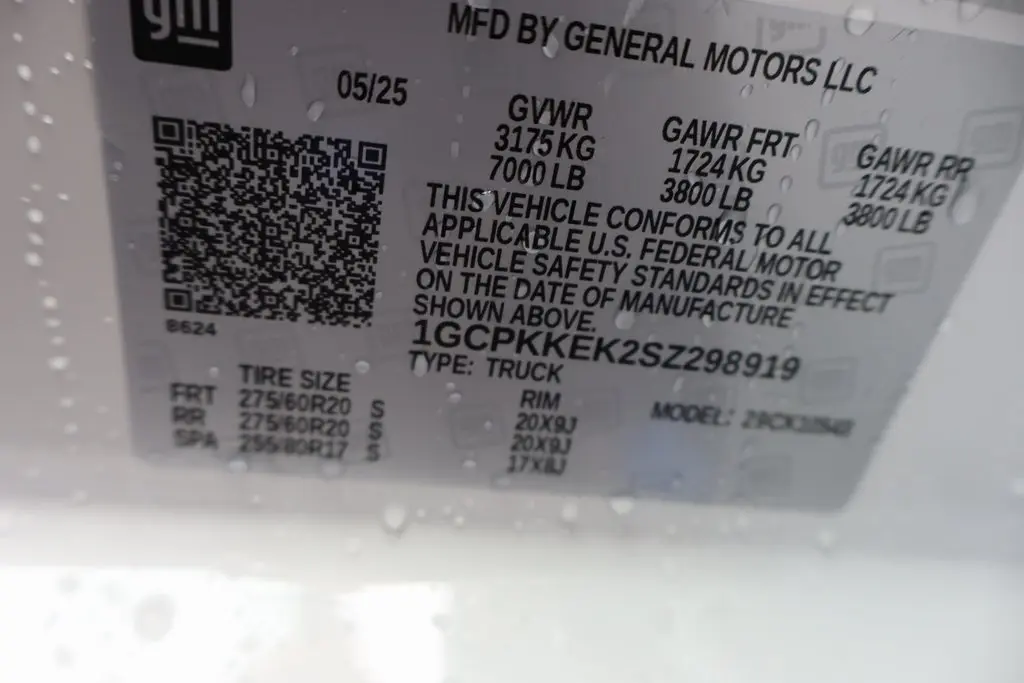 gm
MFD BY GENERAL MOTORS LLC
05/25
GVWR GAWR FRT GAWR RR
3175 KG 1724 KG 1724 KG
7000 LB 3800 LB 3800 LB
THIS VEHICLE CONFORMS TO ALL
APPLICABLE U.S. FEDERAL MOTOR
VEHICLE SAFETY STANDARDS IN EFFECT
ON THE DATE OF MANUFACTURE
SHOWN ABOVE.
8624
1GCPKKEK2SZ298919
TYPE: TRUCK
TIRE SIZE RIM MODEL:
FRT 275/60R20 S 20X9J
RR 275/60R20 S 20X9J
SPA S 17X8J